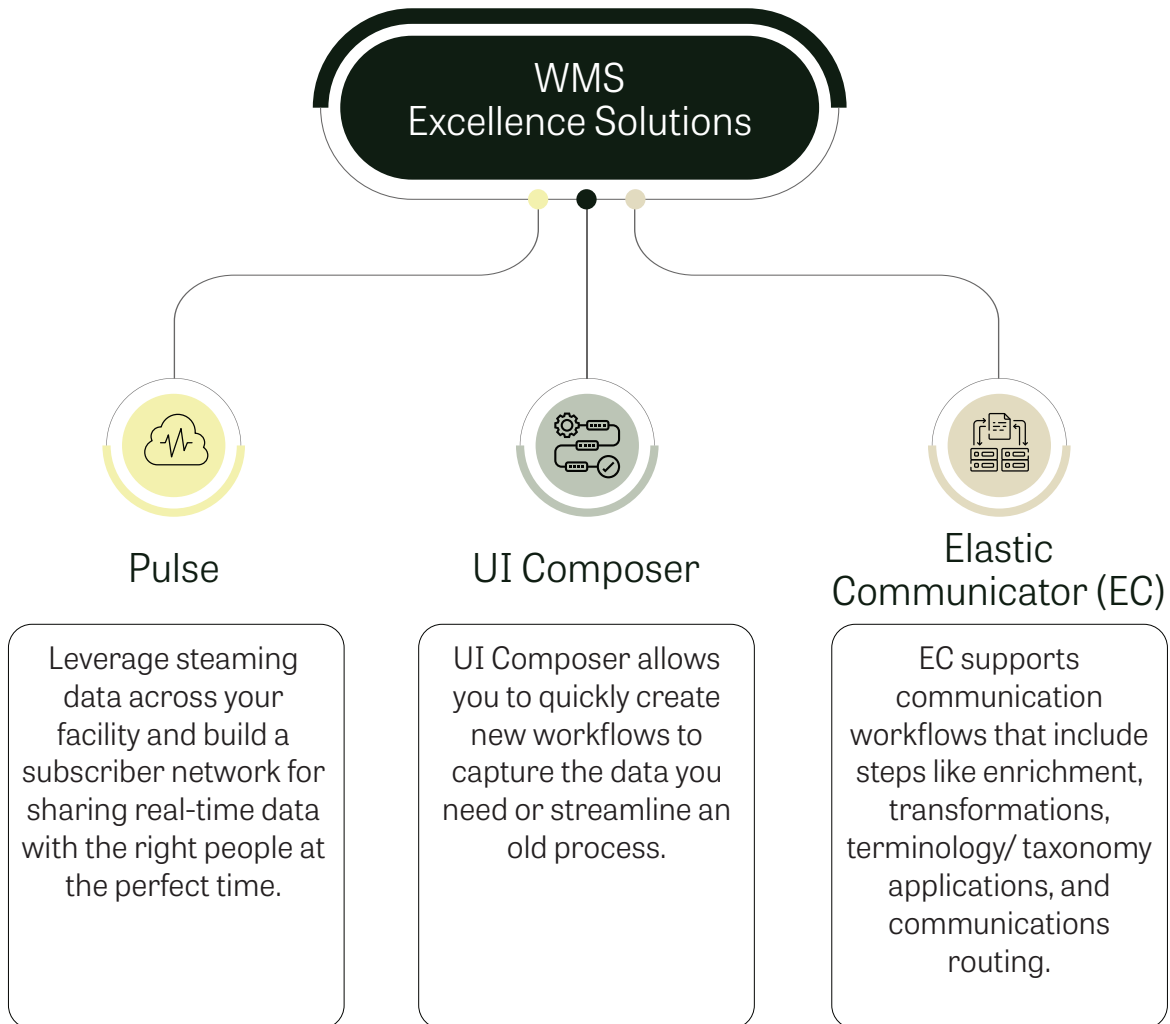 WMS
Excellence Solutions
Pulse
Leverage steaming
data across your
facility and build a
subscriber network for
sharing real-time data
with the right people at
the perfect time.
UI Composer
UI Composer allows
you to quickly create
new workflows to
capture the data you
need or streamline an
old process.
Elastic
Communicator (EC)
EC supports
communication
workflows that include
steps like enrichment,
transformations,
terminology/ taxonomy
applications, and
communications
routing.